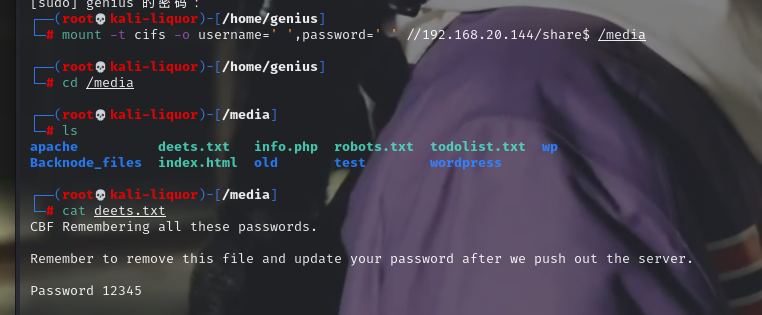 [sudo] genius 的密码：
┌──(root💀kali-liquor)-[/home/genius]
└─# mount -t cifs -o username=' ',password=' ' //192.168.20.144/share$ /media
┌──(root💀kali-liquor)-[/home/genius]
└─# cd /media
┌──(root💀kali-liquor)-[/media]
└─# ls
apache deets.txt info.php robots.txt todolist.txt wp
Backnode_files index.html old test wordpress
┌──(root💀kali-liquor)-[/media]
└─# cat deets.txt
CBF Remembering all these passwords.
Remember to remove this file and update your password after we push out the server.
Password 12345